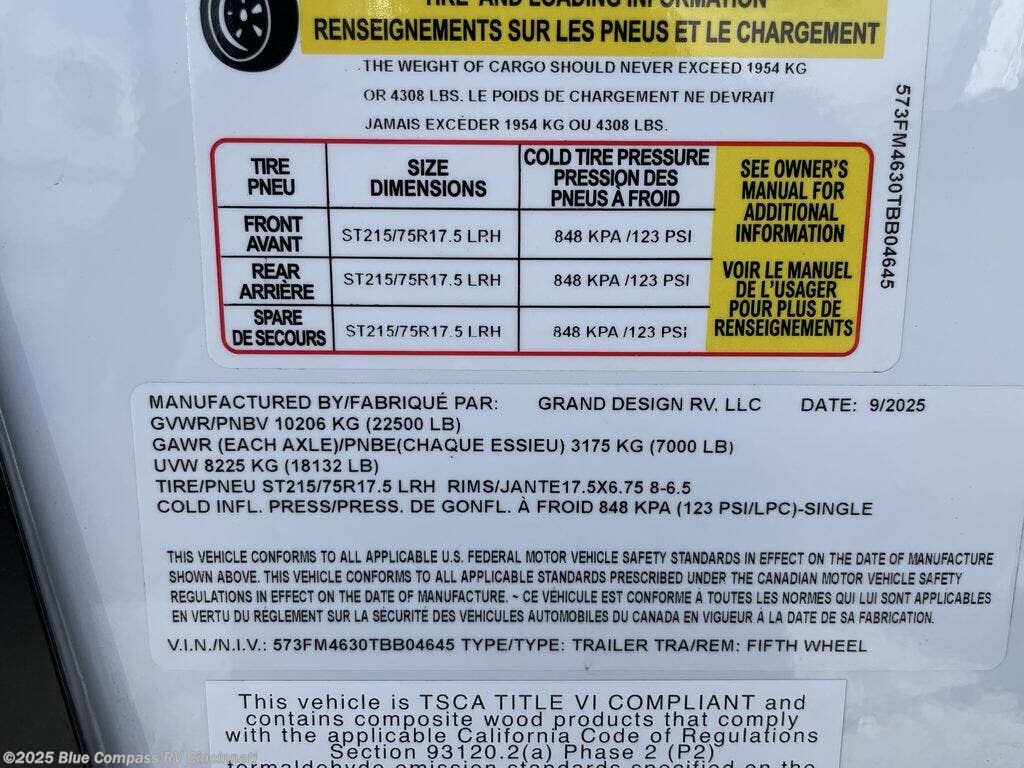 TIRE AND LOADING INFORMATION
RENSEIGNEMENTS SUR LES PNEUS ET LE CHARGEMENT
THE WEIGHT OF CARGO SHOULD NEVER EXCEED 1954 KG
OR 4308 LBS. LE POIDS DE CHARGEMENT NE DEVRAIT
JAMAIS EXCÉDER 1954 KG OU 4308 LBS.
573FM4630TBB04645
TIRE
PNEU
SIZE
DIMENSIONS
COLD TIRE PRESSURE
PRESSION DES
PNEUS À FROID
FRONT
AVANT
ST215/75R17.5 LRH
848 KPA /123 PSI
REAR
ARRIÈRE
ST215/75R17.5 LRH
848 KPA /123 PSI
SPARE
DE SECOURS
ST215/75R17.5 LRH
848 KPA /123 PSI
SEE OWNER'S
MANUAL FOR
ADDITIONAL
INFORMATION
VOIR LE MANUEL
DE L'USAGER
POUR PLUS DE
RENSEIGNEMENTS
MANUFACTURED BY/FABRIQUÉ PAR: GRAND DESIGN RV, LLC DATE: 9/2025
GVWR/PNBV 10206 KG (22500 LB)
GAWR (EACH AXLE)/PNBE(CHAQUE ESSIEU) 3175 KG (7000 LB)
UVW 8225 KG (18132 LB)
TIRE/PNEU ST215/75R17.5 LRH RIMS/JANTE17.5X6.75 8-6.5
COLD INFL. PRESS/PRESS. DE GONFL. À FROID 848 KPA (123 PSI/LPC)-SINGLE
THIS VEHICLE CONFORMS TO ALL APPLICABLE U.S. FEDERAL MOTOR VEHICLE SAFETY STANDARDS IN EFFECT ON THE DATE OF MANUFACTURE
SHOWN ABOVE. THIS VEHICLE CONFORMS TO ALL APPLICABLE STANDARDS PRESCRIBED UNDER THE CANADIAN MOTOR VEHICLE SAFETY
REGULATIONS IN EFFECT ON THE DATE OF MANUFACTURE. ~ CE VÉHICULE EST CONFORME À TOUTES LES NORMES QUI LUI SONT APPLICABLES
EN VERTU DU RÉGLEMENT SUR LA SÉCURITÉ DES VEHICULES AUTOMOBILES DU CANADA EN VIGUEUR À LA DATE DE SA FABRICATION.
V.I.N./N.I.V.: 573FM4630TBB04645 TYPE/TYPE: TRAILER TRA/REM: FIFTH WHEEL
This vehicle is TSCA TITLE VI COMPLIANT and
contains composite wood products that comply
with the applicable California Code of Regulations
Section 93120.2(a) Phase 2 (P2)
formaldehyde emission standards specified on the
©2025 Blue Compass RV Cincinnati